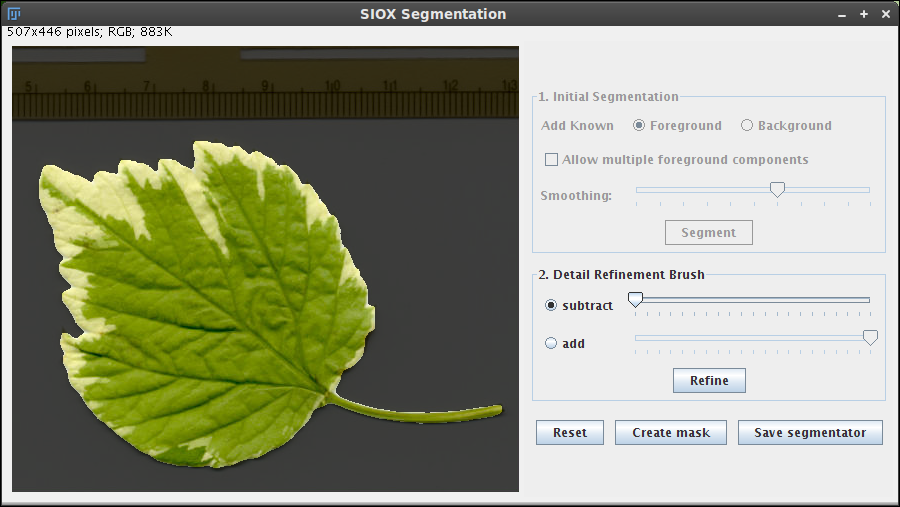 SIOX Segmentation
507x446 pixels; RGB; 883K
5 6 7 8 9 10 11 12 13
1. Initial Segmentation
Add Known Foreground Background
Allow multiple foreground components
Smoothing:
Segment
2. Detail Refinement Brush
subtract
add
Refine
Reset Create mask Save segmentator